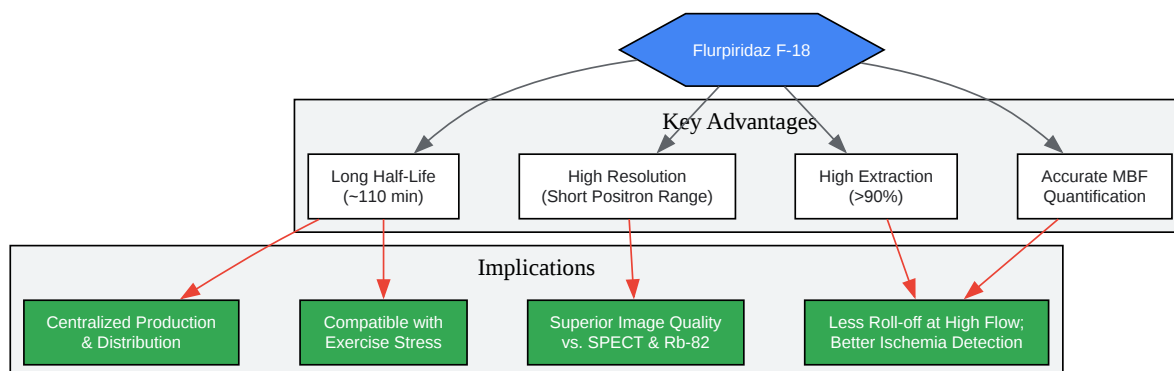 Flurpiridaz F-18
Key Advantages
Long Half-Life
(~110 min)
High Resolution
(Short Positron Range)
High Extraction
(>90%)
Accurate MBF
Quantification
Implications
Centralized Production
& Distribution
Compatible with
Exercise Stress
Superior Image Quality
vs. SPECT & Rb-82
Less Roll-off at High Flow;
Better Ischemia Detection